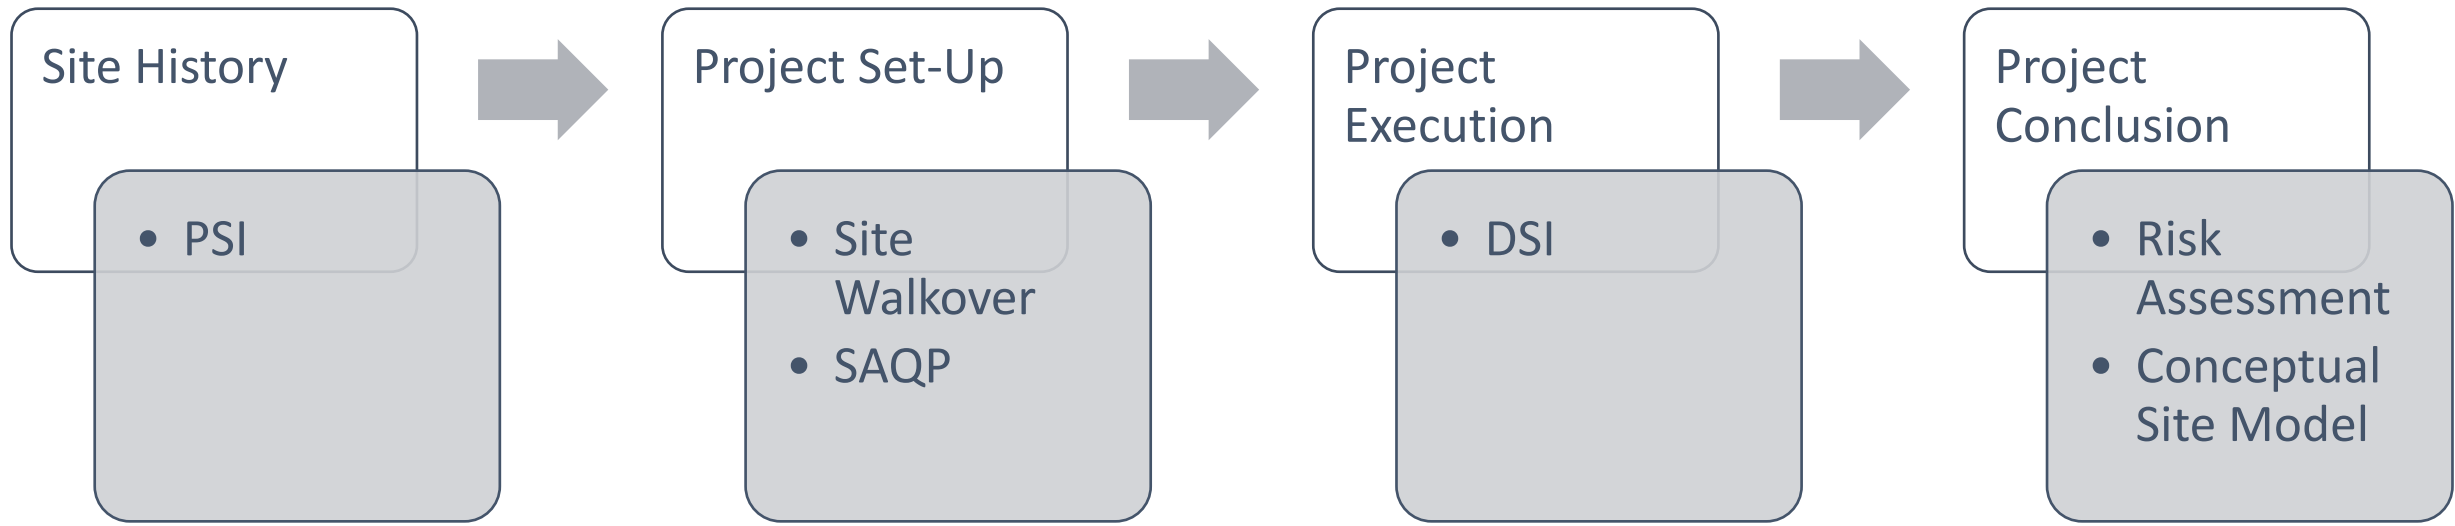 Site History
• PSI
Project Set-Up
• Site
Walkover
• SAQP
Project
Execution
• DSI
Project
Conclusion
• Risk
Assessment
• Conceptual
Site Model